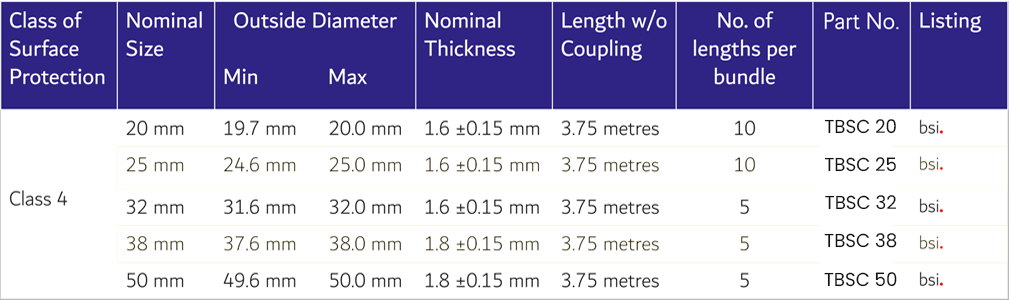 Class of Surface Protection Nominal Size Outside Diameter Min Max Nominal Thickness Length w/o Coupling No. of lengths per bundle Part No. Listing
Class 4
20 mm 19.7 mm 20.0 mm 1.6 ±0.15 mm 3.75 metres 10 TBSC 20 bsi.
25 mm 24.6 mm 25.0 mm 1.6 ±0.15 mm 3.75 metres 10 TBSC 25 bsi.
32 mm 31.6 mm 32.0 mm 1.6 ±0.15 mm 3.75 metres 5 TBSC 32 bsi.
38 mm 37.6 mm 38.0 mm 1.8 ±0.15 mm 3.75 metres 5 TBSC 38 bsi.
50 mm 49.6 mm 50.0 mm 1.8 ±0.15 mm 3.75 metres 5 TBSC 50 bsi.